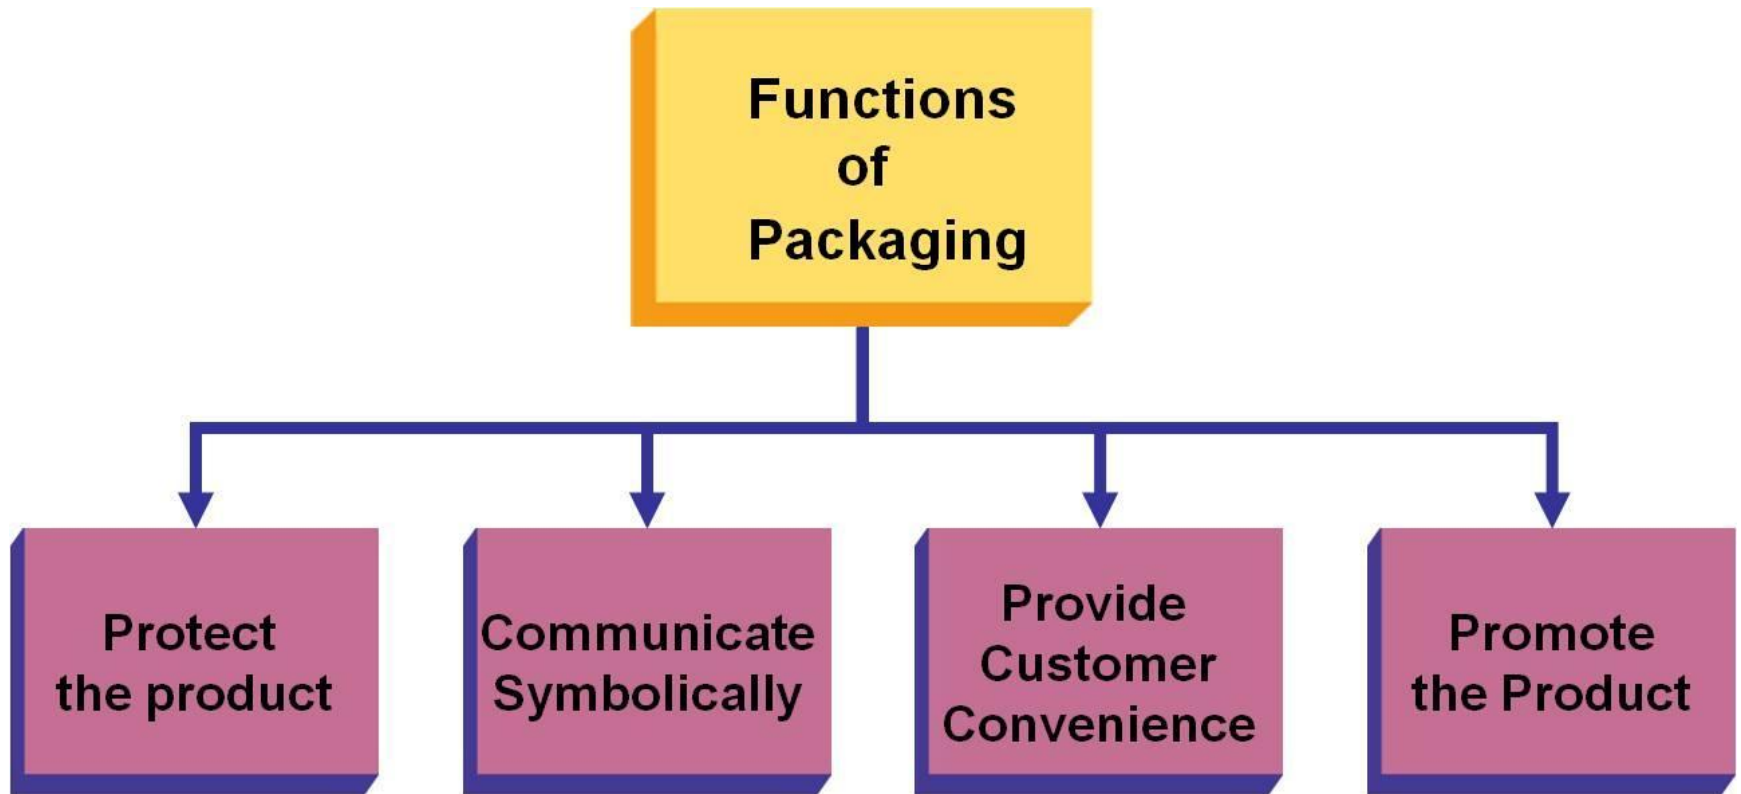 Functions
of
Packaging
Protect
the product
Communicate
Symbolically
Provide
Customer
Convenience
Promote
the Product